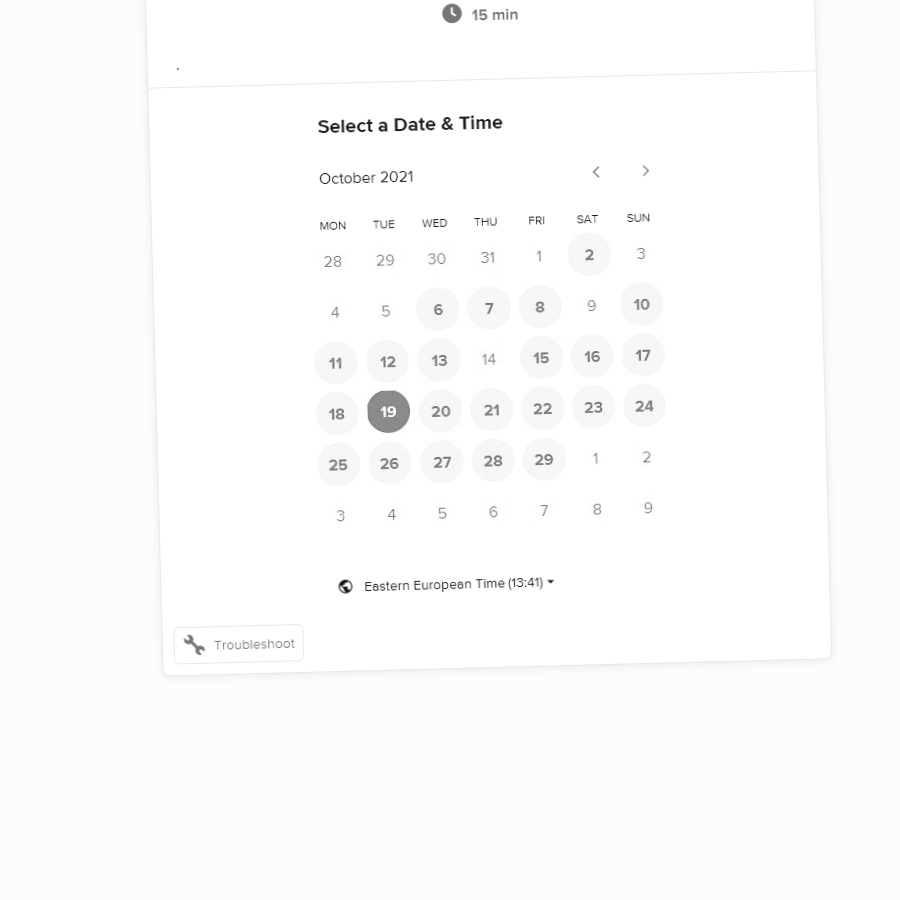 15 min
.
Select a Date & Time
October 2021
MON TUE WED THU FRI SAT SUN
28 29 30 31 1 2 3
4 5 6 7 8 9 10
11 12 13 14 15 16 17
18 19 20 21 22 23 24
25 26 27 28 29 1 2
3 4 5 6 7 8 9
Eastern European Time (13:41)
Troubleshoot